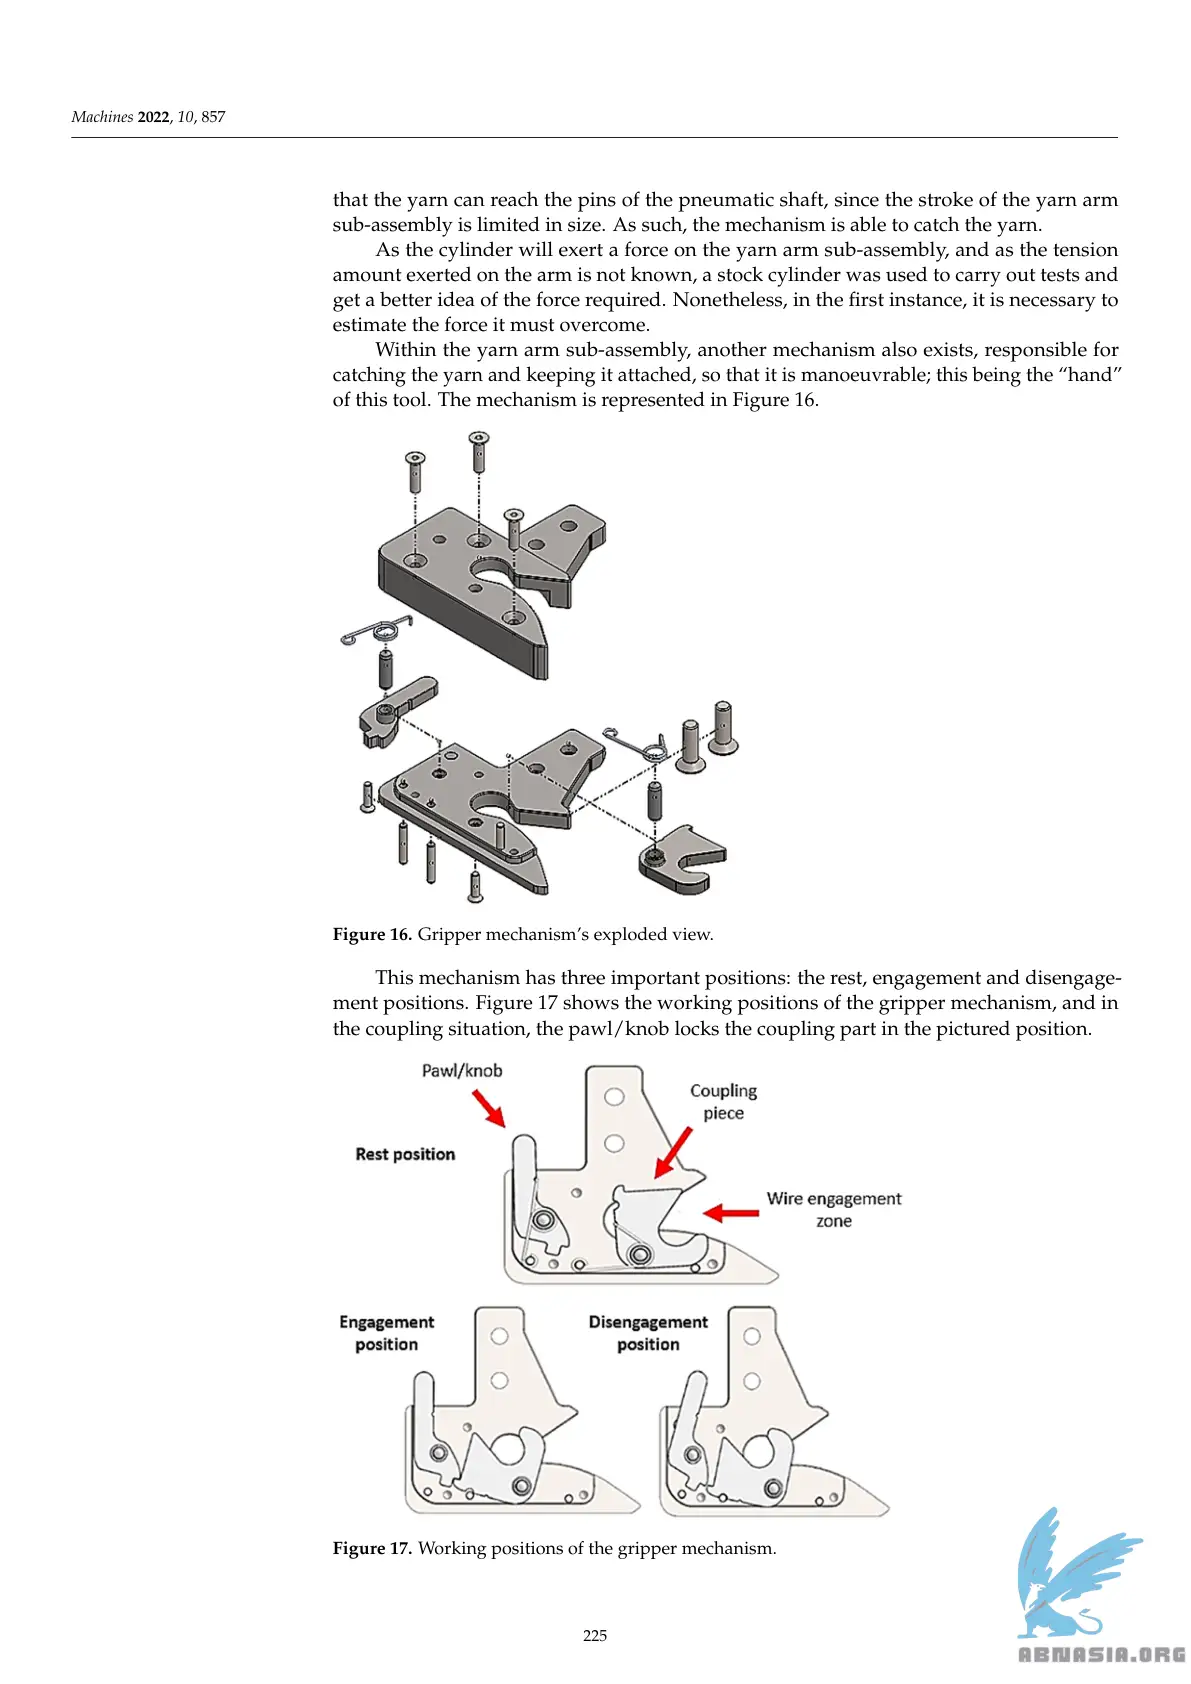 Machines 2022, 10, 857
that the yarn can reach the pins of the pneumatic shaft, since the stroke of the yarn arm
sub-assembly is limited in size. As such, the mechanism is able to catch the yarn.
As the cylinder will exert a force on the yarn arm sub-assembly, and as the tension
amount exerted on the arm is not known, a stock cylinder was used to carry out tests and
get a better idea of the force required. Nonetheless, in the first instance, it is necessary to
estimate the force it must overcome.
Within the yarn arm sub-assembly, another mechanism also exists, responsible for
catching the yarn and keeping it attached, so that it is manoeuvrable; this being the “hand”
of this tool. The mechanism is represented in Figure 16.
Figure 16. Gripper mechanism’s exploded view.
This mechanism has three important positions: the rest, engagement and disengage-
ment positions. Figure 17 shows the working positions of the gripper mechanism, and in
the coupling situation, the pawl/knob locks the coupling part in the pictured position.
Pawl/knob
Coupling
piece
Rest position
Wire engagement
zone
Engagement
position
Disengagement
position
Figure 17. Working positions of the gripper mechanism.
225
ABNASIA.ORG